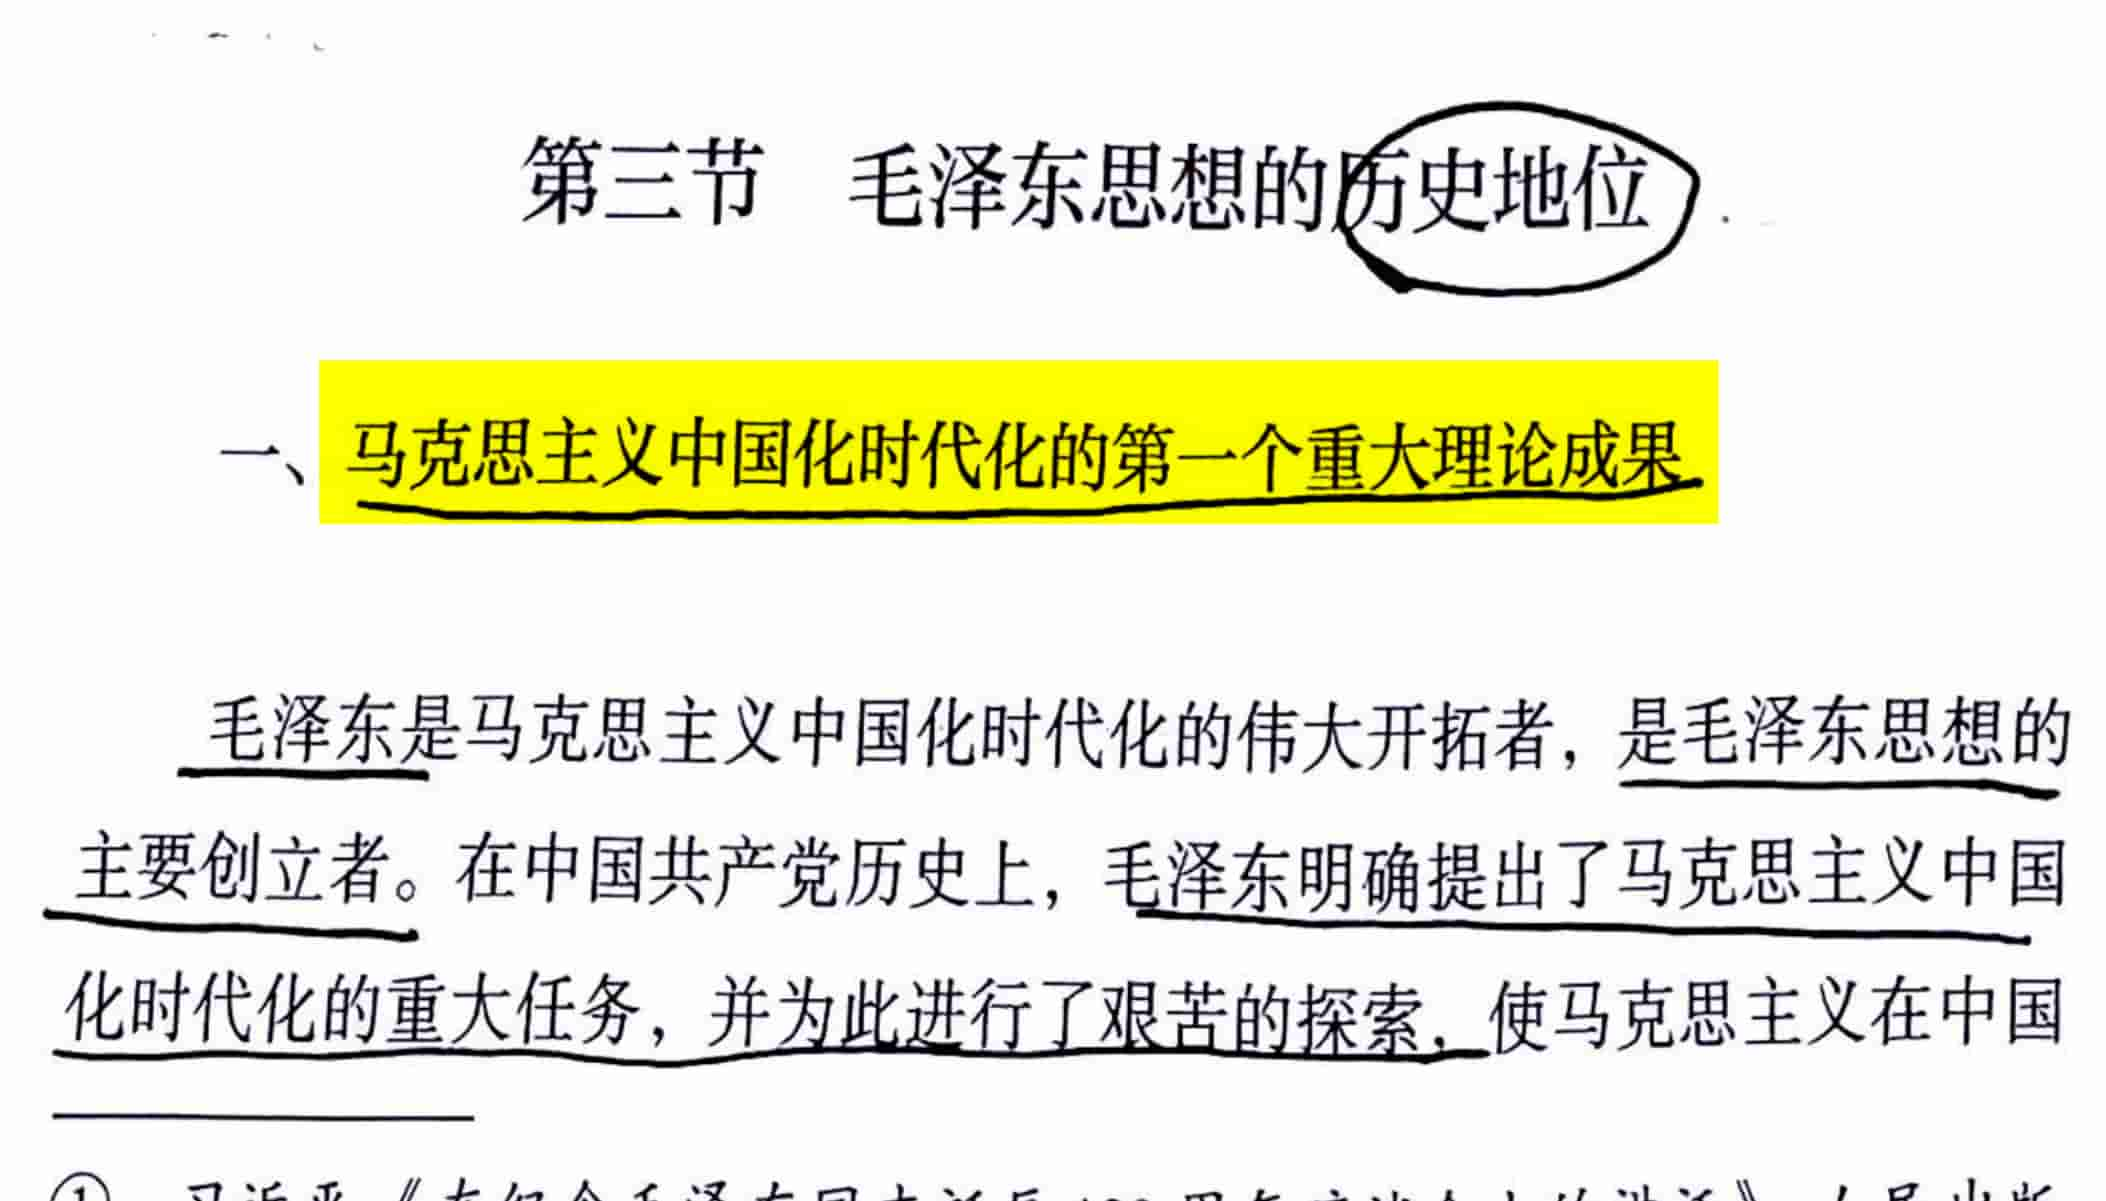 第三节 毛泽东思想的历史地位
一、马克思主义中国化时代化的第一个重大理论成果
毛泽东是马克思主义中国化时代化的伟大开拓者，是毛泽东思想的
主要创立者。在中国共产党历史上，毛泽东明确提出了马克思主义中国
化时代化的重大任务，并为此进行了艰苦的探索，使马克思主义在中国